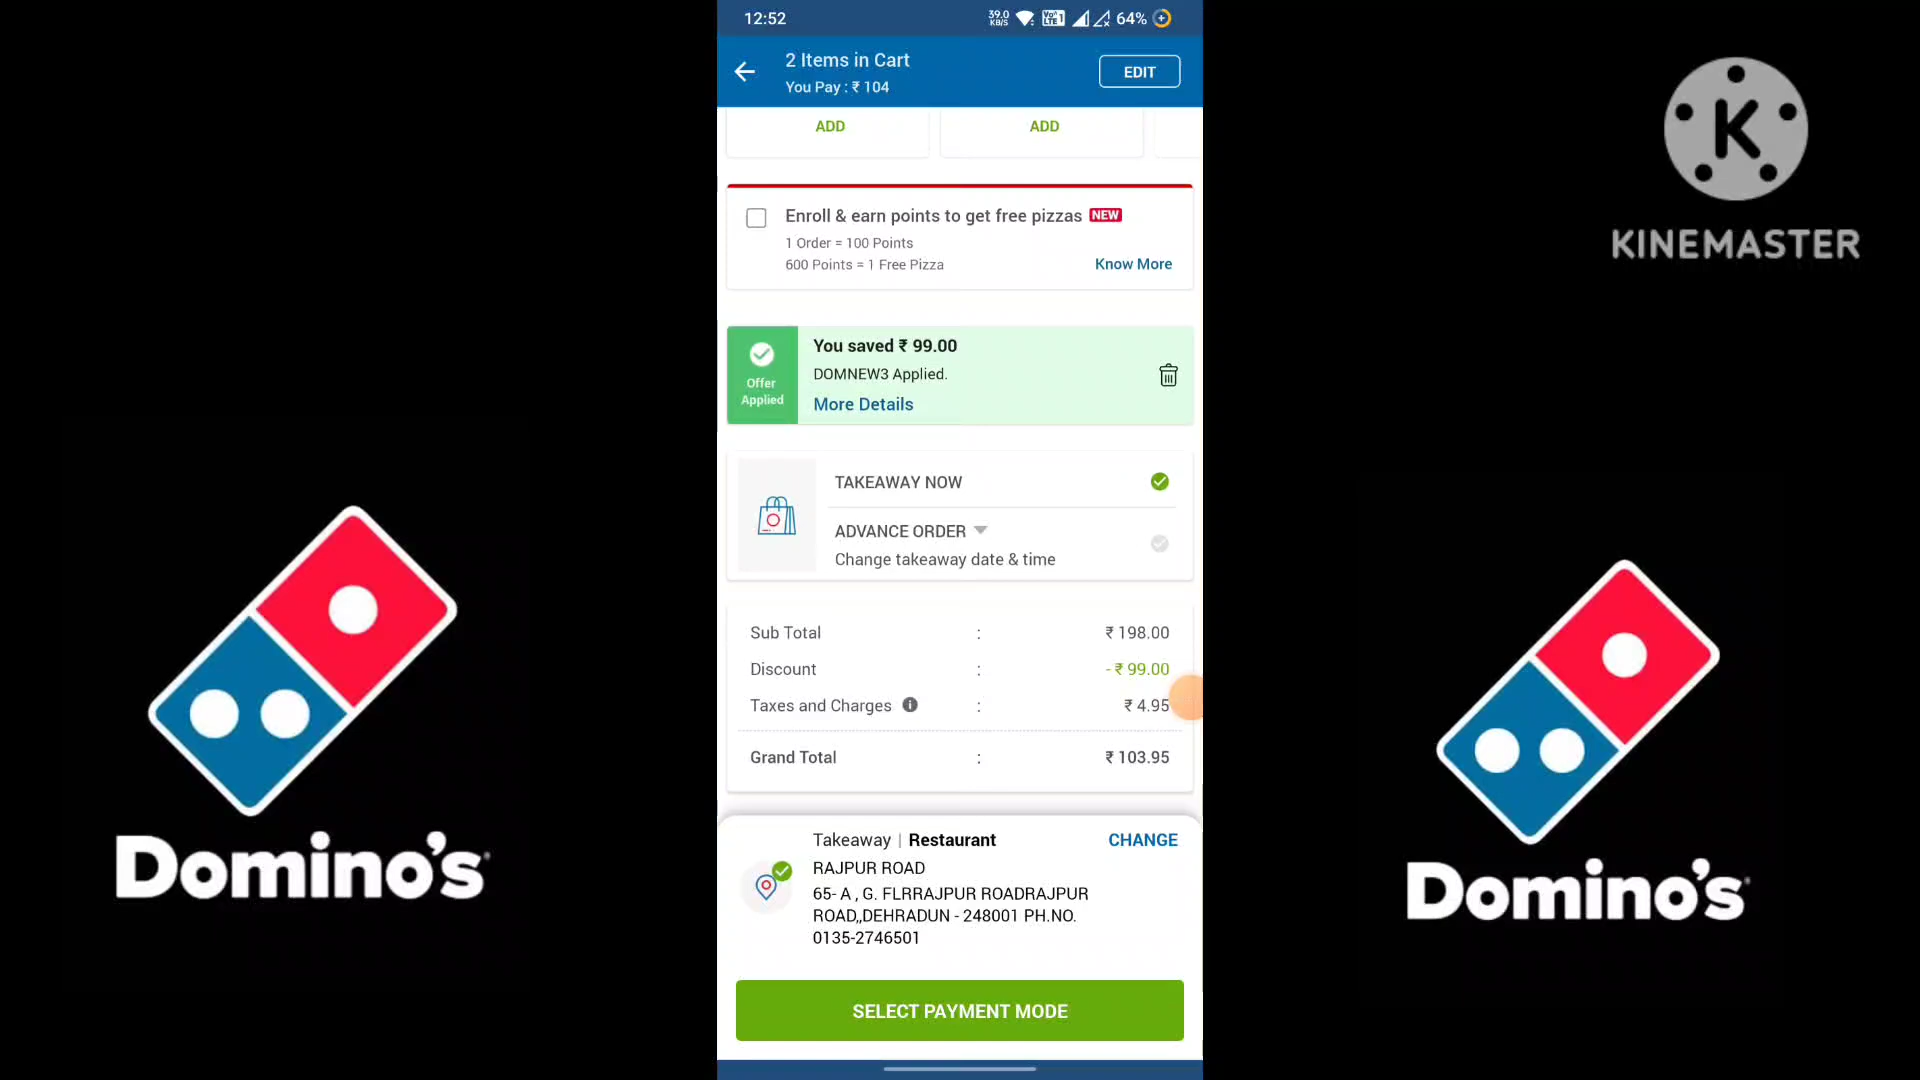 12:52
39.0
KB/S
64%
2 Items in Cart
You Pay : ₹ 104
EDIT
ADD
ADD
Enroll & earn points to get free pizzas NEW
1 Order = 100 Points
600 Points = 1 Free Pizza
Know More
You saved ₹ 99.00
DOMNEW3 Applied.
More Details
Offer
Applied
TAKEAWAY NOW
ADVANCE ORDER
Change takeaway date & time
Sub Total : ₹ 198.00
Discount : - ₹ 99.00
Taxes and Charges : ₹ 4.95
Grand Total : ₹ 103.95
Takeaway | Restaurant
CHANGE
RAJPUR ROAD
65- A , G. FLRRAJPUR ROADRAJPUR
ROAD,,DEHRADUN - 248001 PH.NO.
0135-2746501
SELECT PAYMENT MODE
Domino's
Domino's
K
KINEMASTER